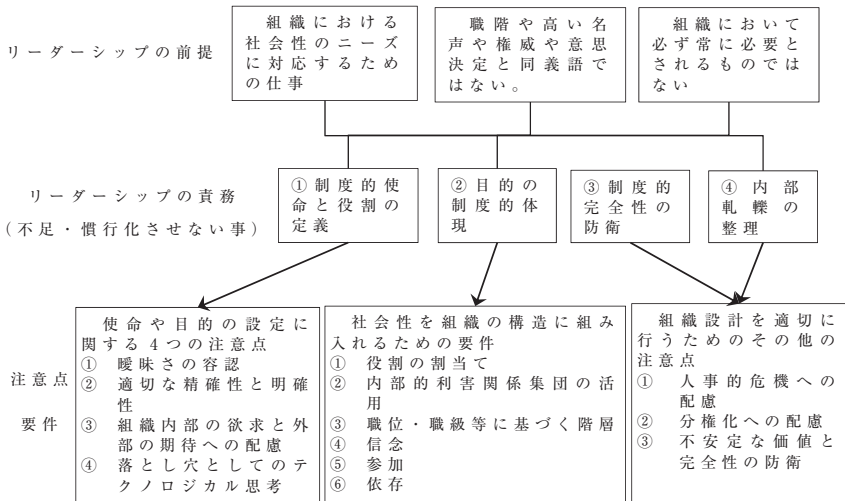 リーダーシップの前提
組織における
社会性のニーズ
に対応するため
の仕事
職階や高い名
声や権威や意思
決定と同義語で
はない。
組織において
必ず常に必要と
されるものでは
ない
リーダーシップの責務
(不足・慣行化させない事)
①制度的使
命と役割の
定義
②目的の
制度的体
現
③制度的
完全性の
防衛
④内部
軋轢の
整理
注意点
要件
使命や目的の設定に
関する4つの注意点
① 曖昧さの容認
② 適切な精確性と明確
性
③ 組織内部の欲求と外
部の期待への配慮
④ 落とし穴としてのテ
クノロジカル思考
社会性を組織の構造に組み
入れるための要件
① 役割の割当て
② 内部的利害関係集団の活
用
③ 職位・職級等に基づく階層
④ 信念
⑤ 参加
⑥ 依存
組織設計を適切に
行うためのその他の
注意点
① 人事的危機への
配慮
② 分権化への配慮
③ 不安定な価値と
完全性の防衛